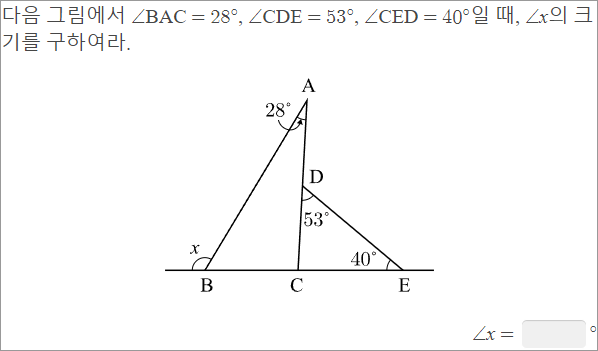 다음 그림에서 ∠BAC = 28°, ∠CDE = 53°, ∠CED = 40°일 때, ∠x의 크
기를 구하여라.
A
28°
D
53°
x
40°
B C E
∠x = °